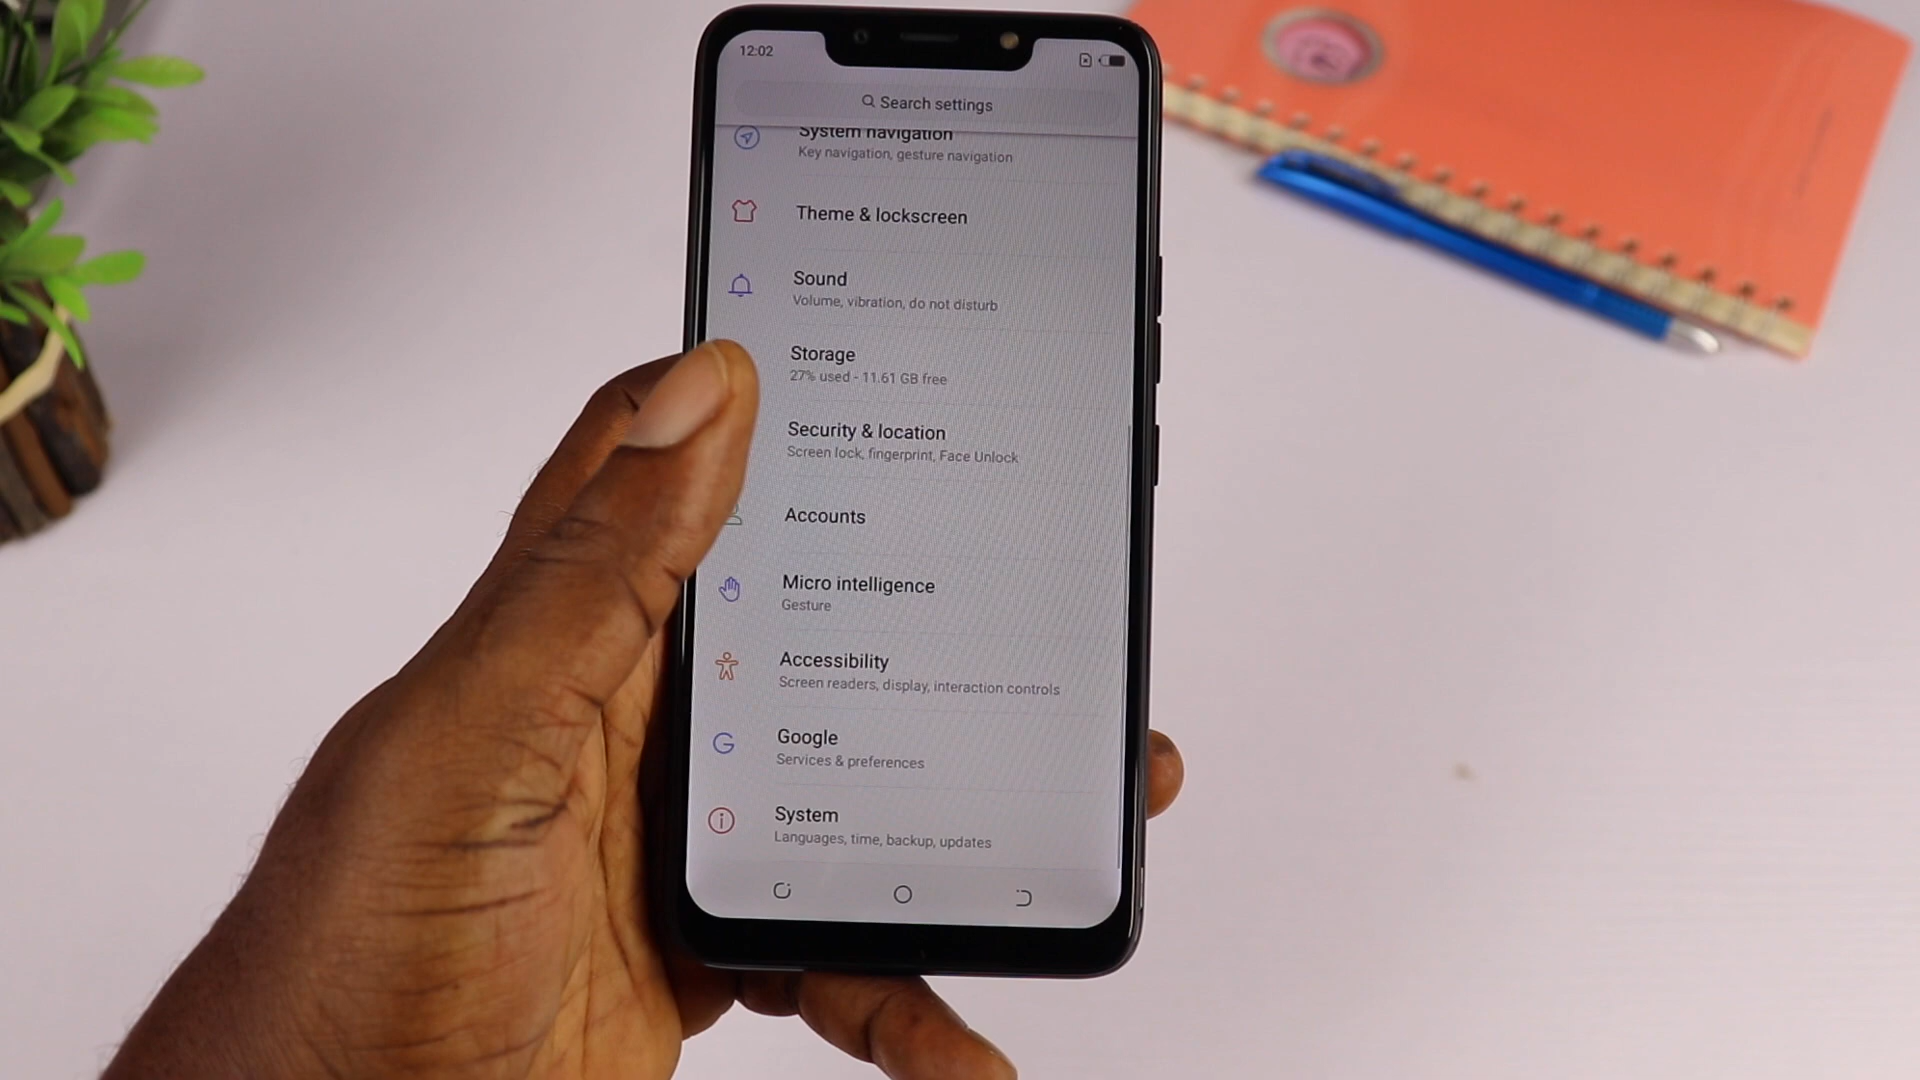 12:02
Search settings
System navigation
Key navigation, gesture navigation
Theme & lockscreen
Sound
Volume, vibration, do not disturb
Storage
27% used - 11.61 GB free
Security & location
Screen lock, fingerprint, Face Unlock
Accounts
Micro intelligence
Gesture
Accessibility
Screen readers, display, interaction controls
Google
Services & preferences
System
Languages, time, backup, updates